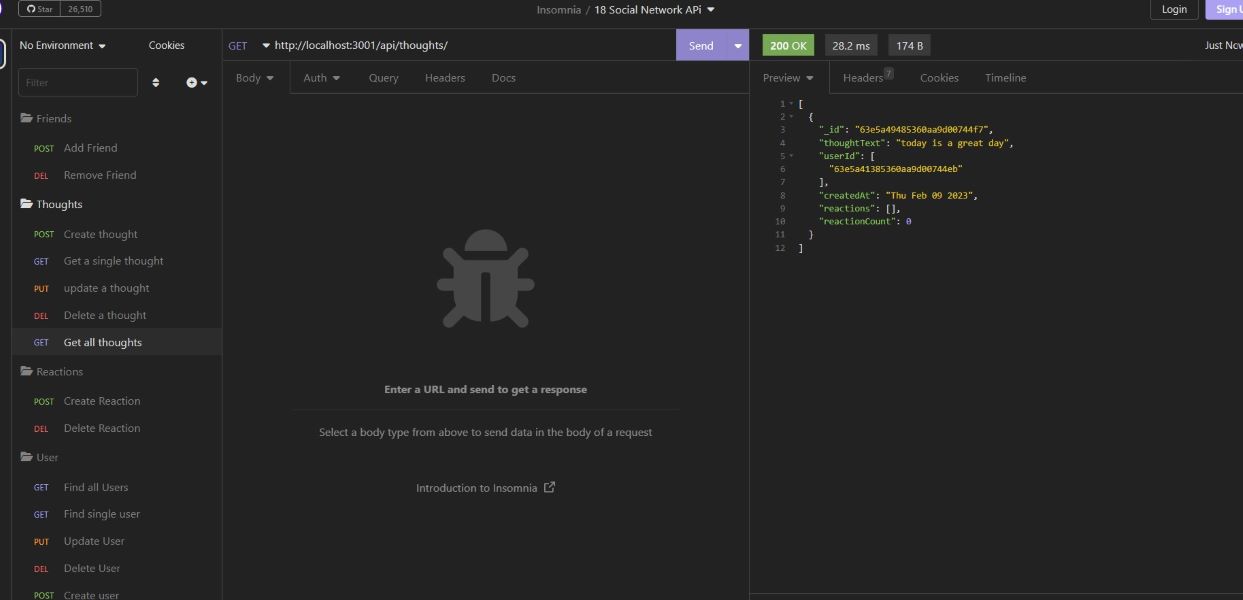 Star 26,510
Insomnia / 18 Social Network APi
Login
Sign U
No Environment
Cookies
Filter
Friends
POST Add Friend
DEL Remove Friend
Thoughts
POST Create thought
GET Get a single thought
PUT update a thought
DEL Delete a thought
GET Get all thoughts
Reactions
POST Create Reaction
DEL Delete Reaction
User
GET Find all Users
GET Find single user
PUT Update User
DEL Delete User
POST Create user
GET http://localhost:3001/api/thoughts/
Send
Body Auth Query Headers Docs
Enter a URL and send to get a response
Select a body type from above to send data in the body of a request
Introduction to Insomnia
200 OK 28.2 ms 174 B Just Now
Preview Headers 7 Cookies Timeline
1 [
2 {
3 "_id": "63e5a49485360aa9d00744f7",
4 "thoughtText": "today is a great day",
5 "userId": [
6 "63e5a41385360aa9d00744eb"
7 ],
8 "createdAt": "Thu Feb 09 2023",
9 "reactions": [],
10 "reactionCount": 0
11 }
12 ]